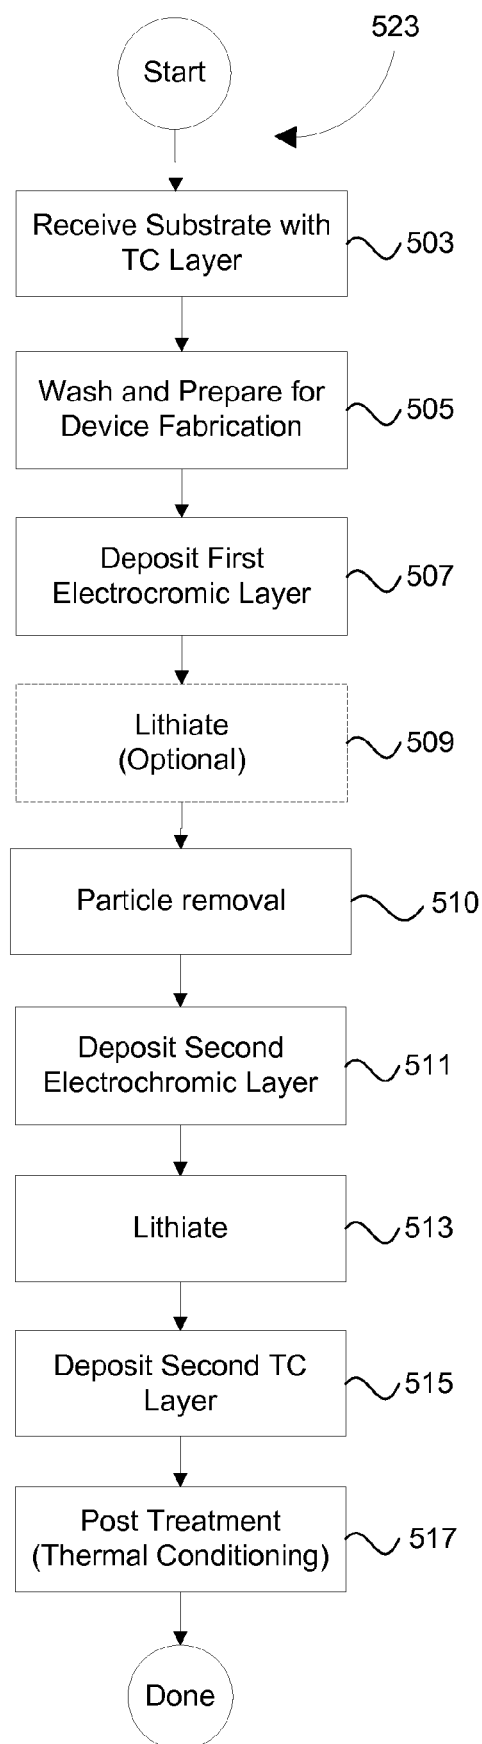 523
Start
Receive Substrate with
TC Layer
503
Wash and Prepare for
Device Fabrication
505
Deposit First
Electrocromic Layer
507
Lithiate
(Optional)
509
Particle removal
510
Deposit Second
Electrochromic Layer
511
Lithiate
513
Deposit Second TC
Layer
515
Post Treatment
(Thermal Conditioning)
517
Done